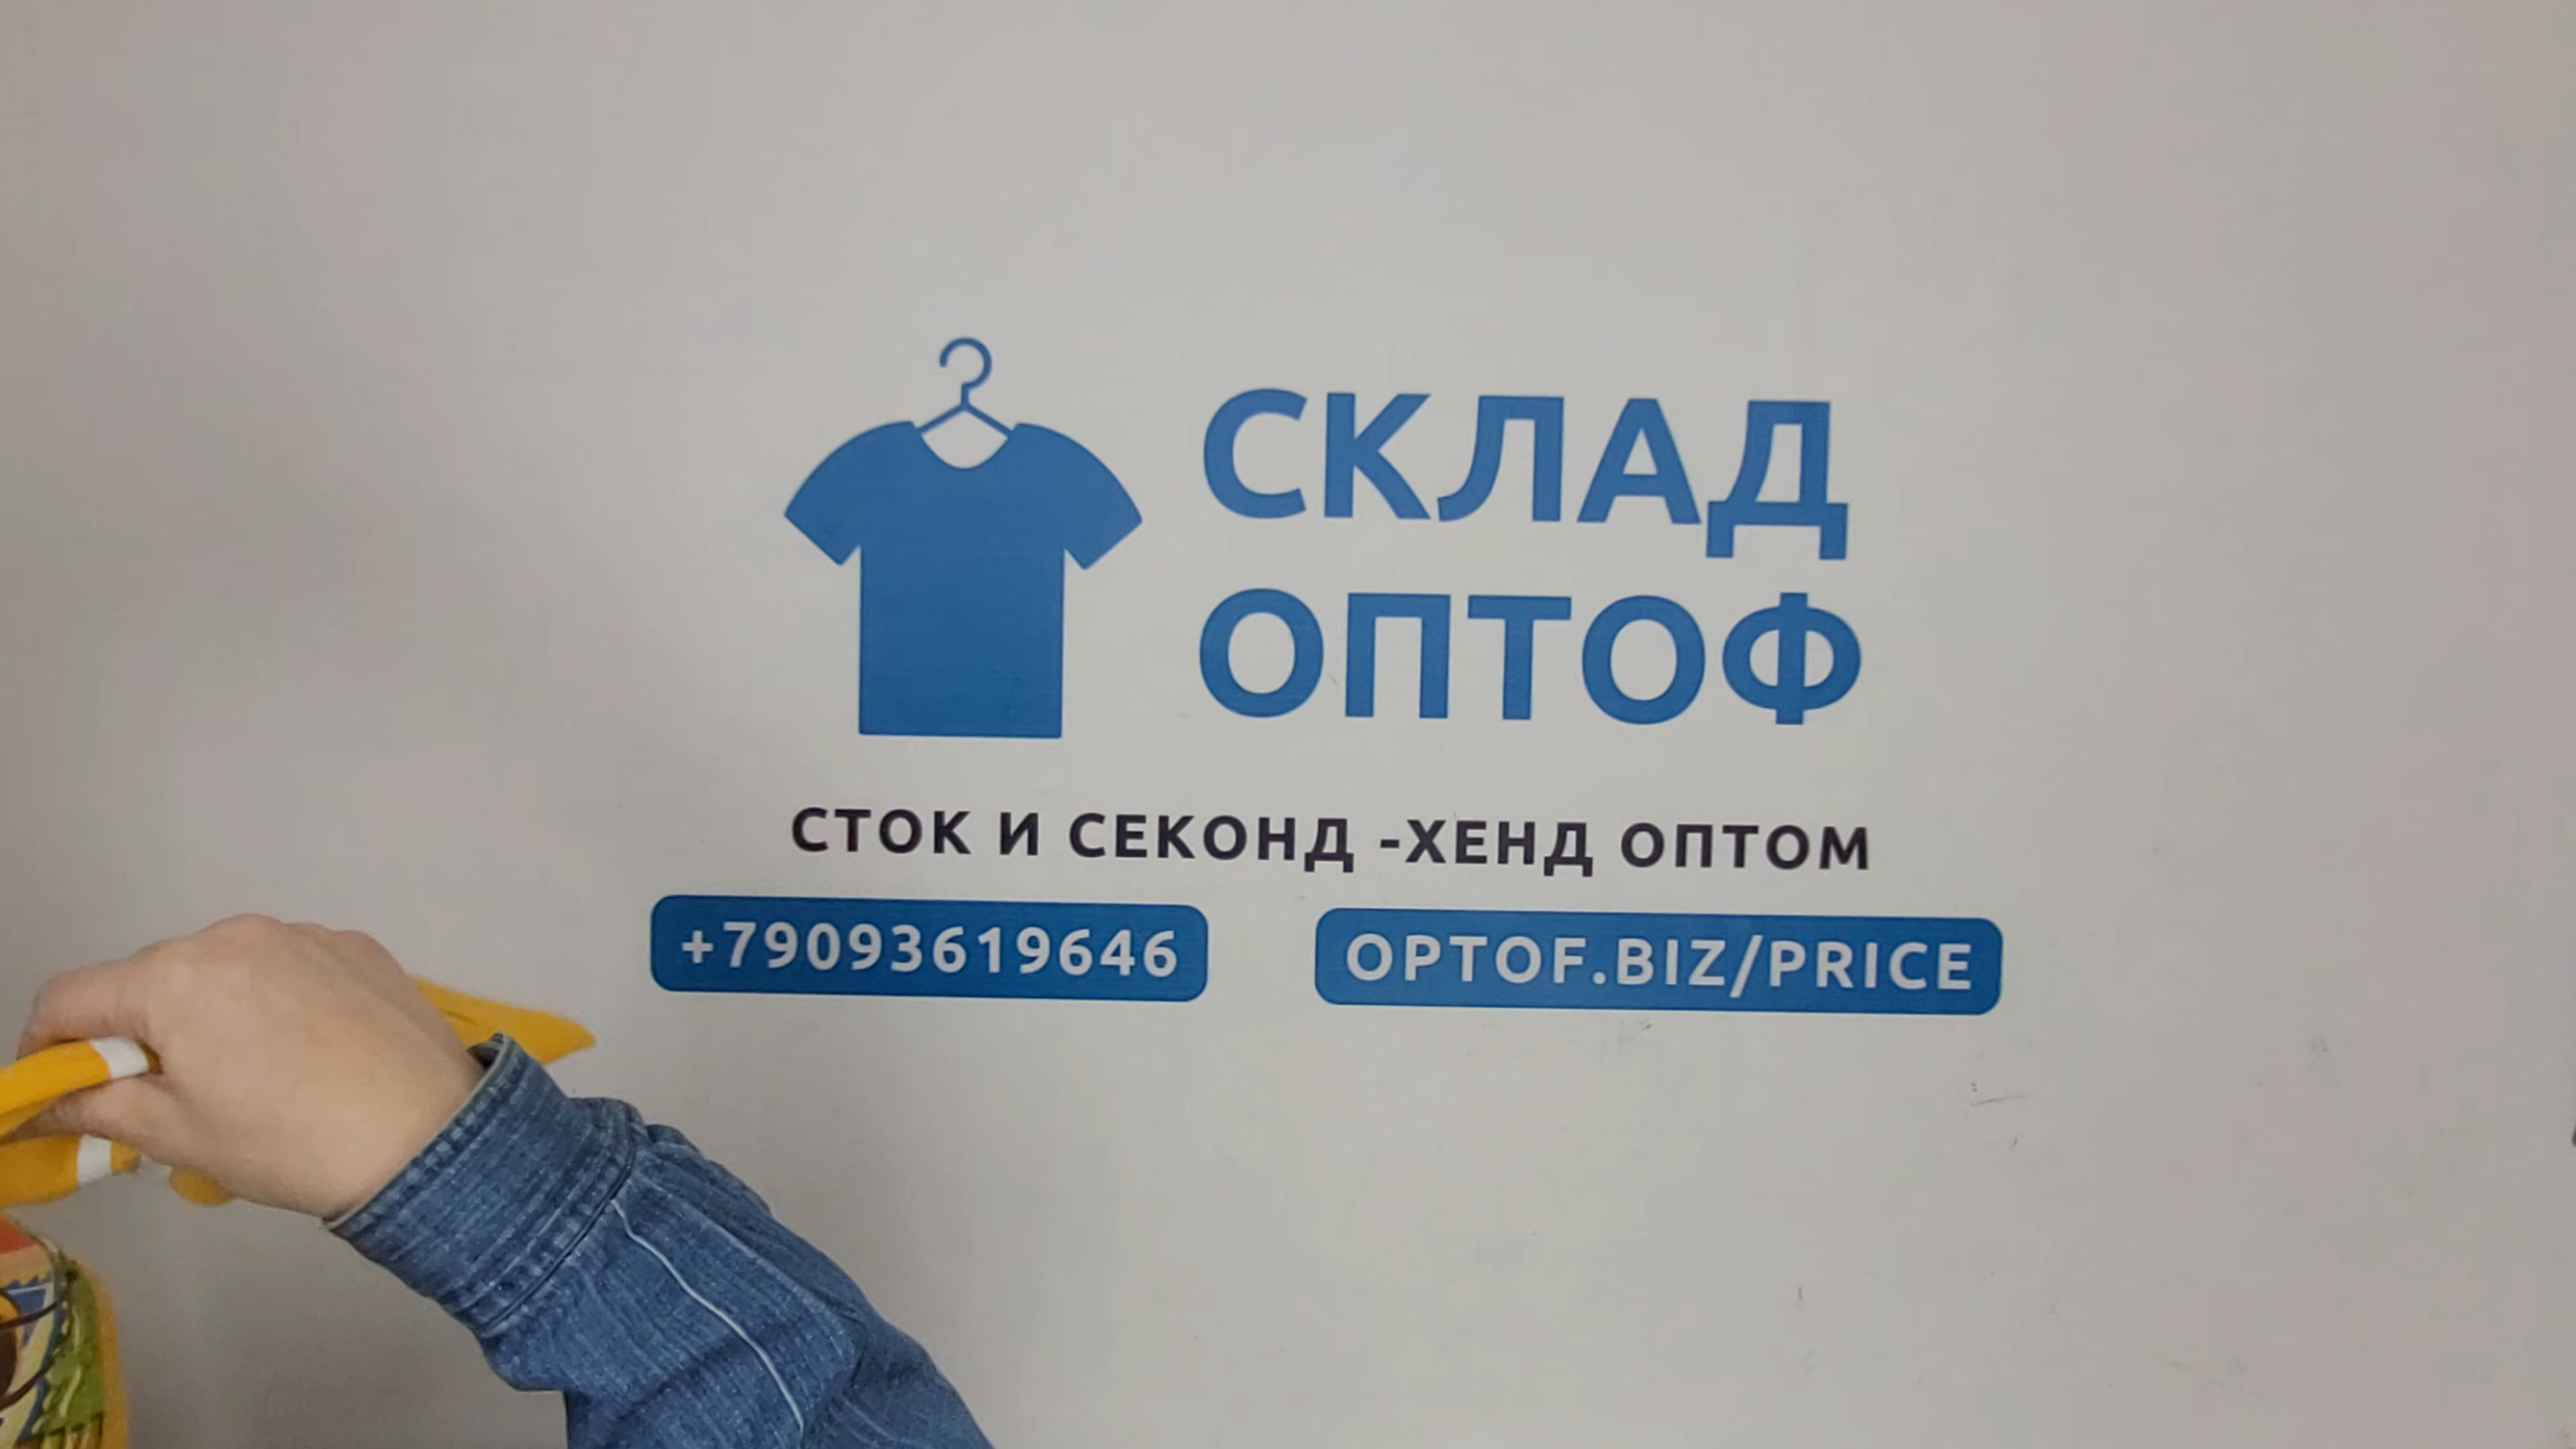 СКЛАД
ОПТОФ
СТОК И СЕКОНД -ХЕНД ОПТОМ
+79093619646
OPTOF.BIZ/PRICE